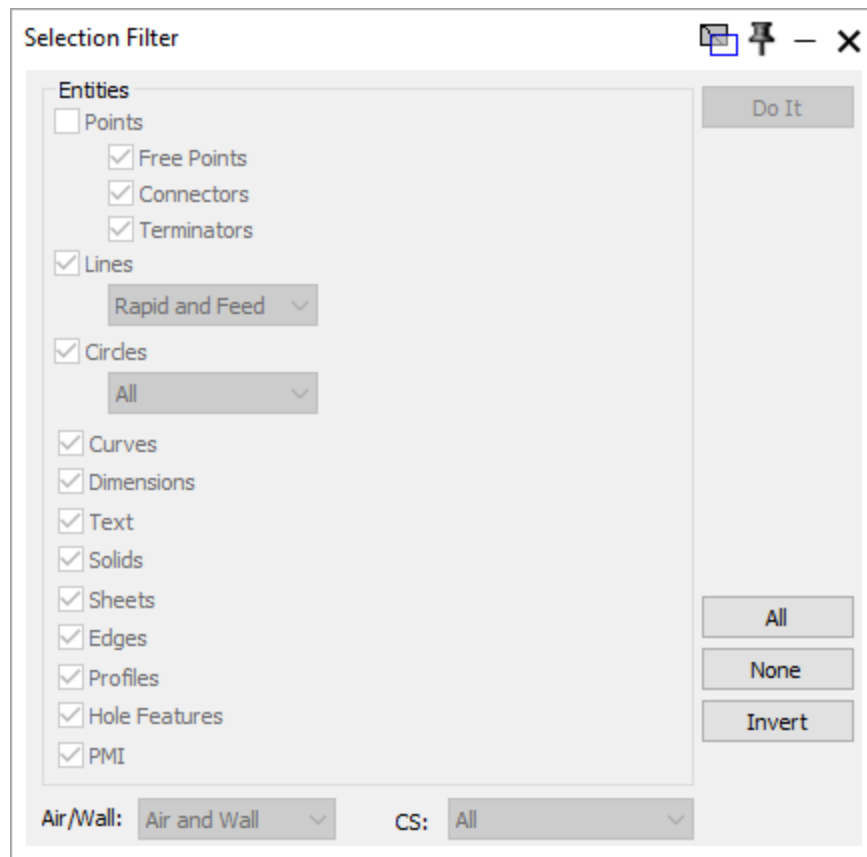 Selection Filter
Entities
Do It
Points
Free Points
Connectors
Terminators
Lines
Rapid and Feed
Circles
All
Curves
Dimensions
Text
Solids
Sheets
All
Edges
None
Profiles
Hole Features
Invert
PMI
Air/Wall: Air and Wall CS: All